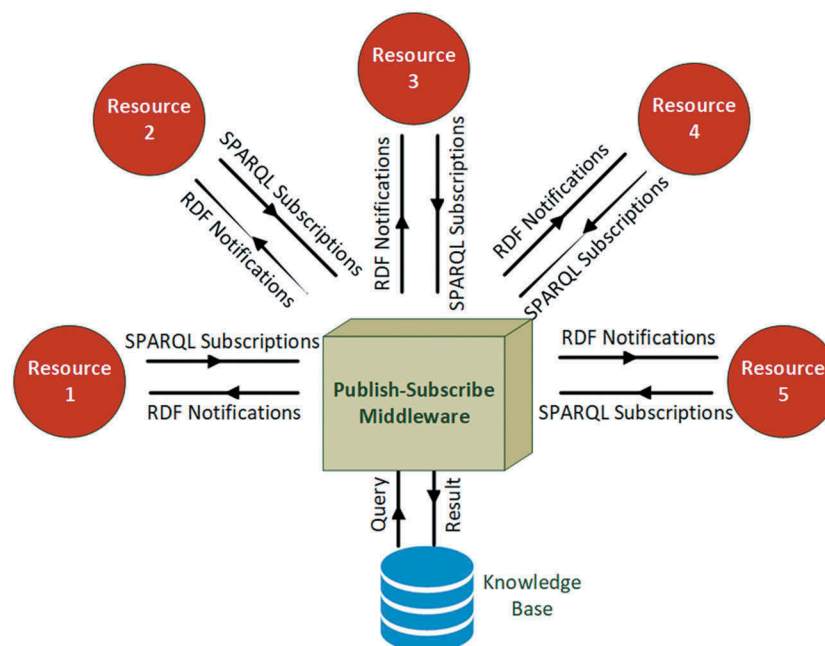 Resource
3
Resource
2
Resource
4
SPARQL Subscriptions
RDF Notifications
RDF Notifications
SPARQL Subscriptions
RDF Notifications
SPARQL Subscriptions
Resource
1
SPARQL Subscriptions
RDF Notifications
Publish-Subscribe
Middleware
RDF Notifications
SPARQL Subscriptions
Resource
5
Query
Result
Knowledge
Base